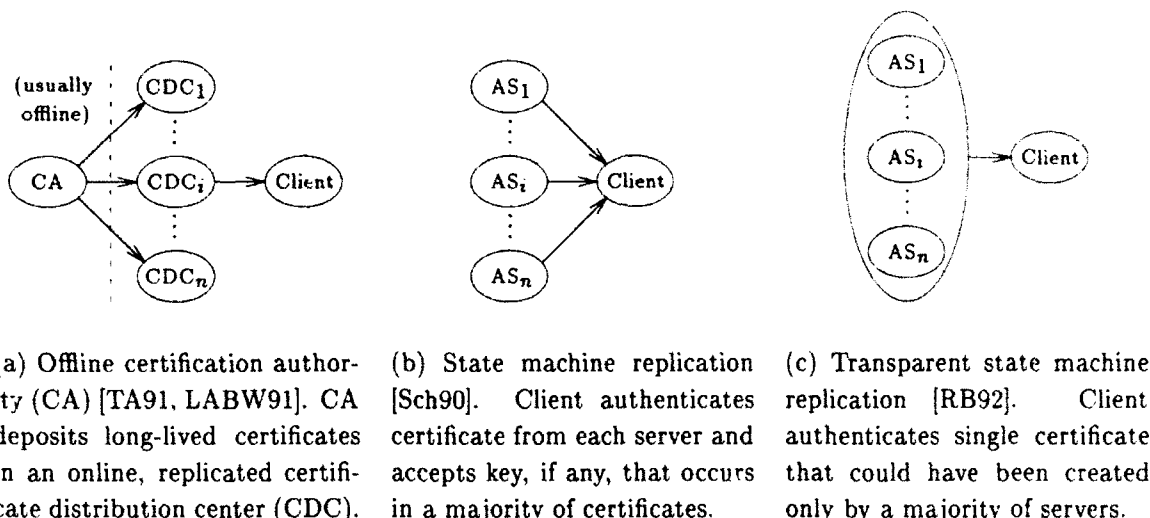 (usually
offline)
CA
CDC1
CDCi
CDCn
Client
AS1
ASi
ASn
Client
AS1
ASi
ASn
Client
a) Offline certification author-
ty (CA) [TA91, LABW91]. CA
deposits long-lived certificates
n an online, replicated certifi-
cate distribution center (CDC).
(b) State machine replication
[Sch90]. Client authenticates
certificate from each server and
accepts key, if any, that occurs
in a majority of certificates.
(c) Transparent state machine
replication [RB92]. Client
authenticates single certificate
that could have been created
only by a majority of servers.